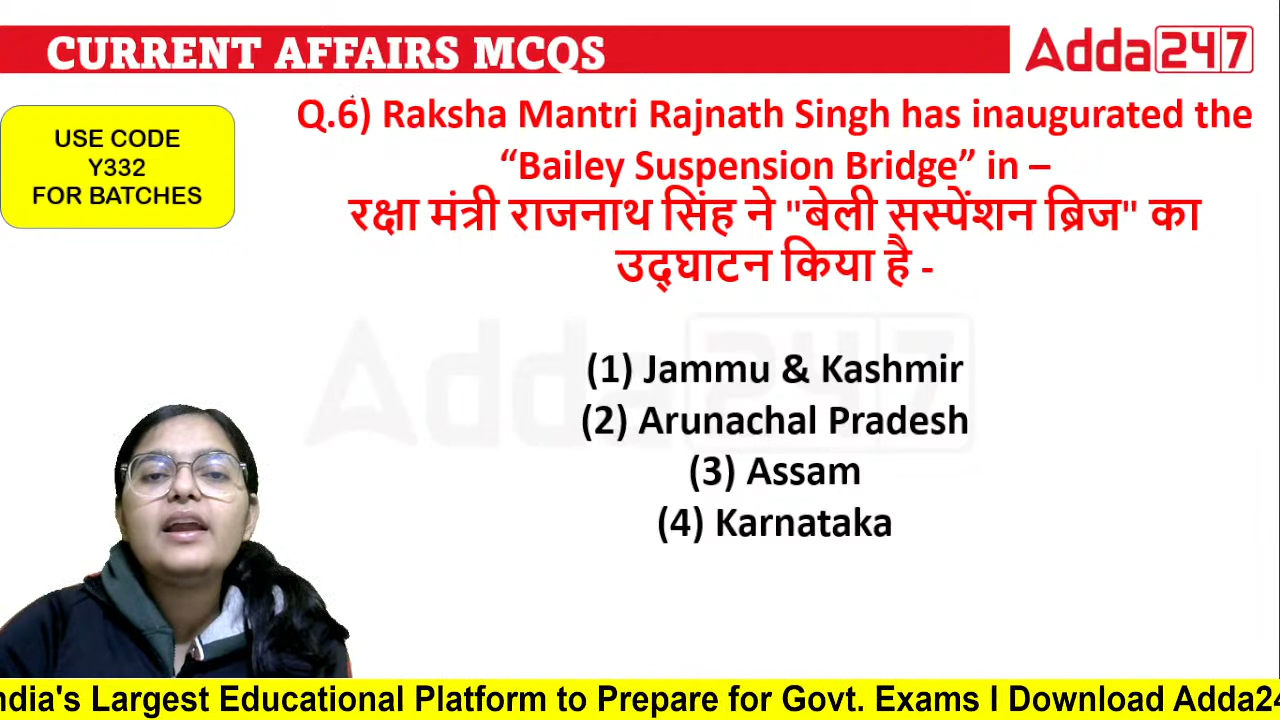 CURRENT AFFAIRS MCQS
Adda247
USE CODE
Y332
FOR BATCHES
Q.6) Raksha Mantri Rajnath Singh has inaugurated the
“Bailey Suspension Bridge” in –
रक्षा मंत्री राजनाथ सिंह ने "बेली सस्पेंशन ब्रिज" का
उद्घाटन किया है -
Adda247
(1) Jammu & Kashmir
(2) Arunachal Pradesh
(3) Assam
(4) Karnataka
ndia's Largest Educational Platform to Prepare for Govt. Exams I Download Adda24